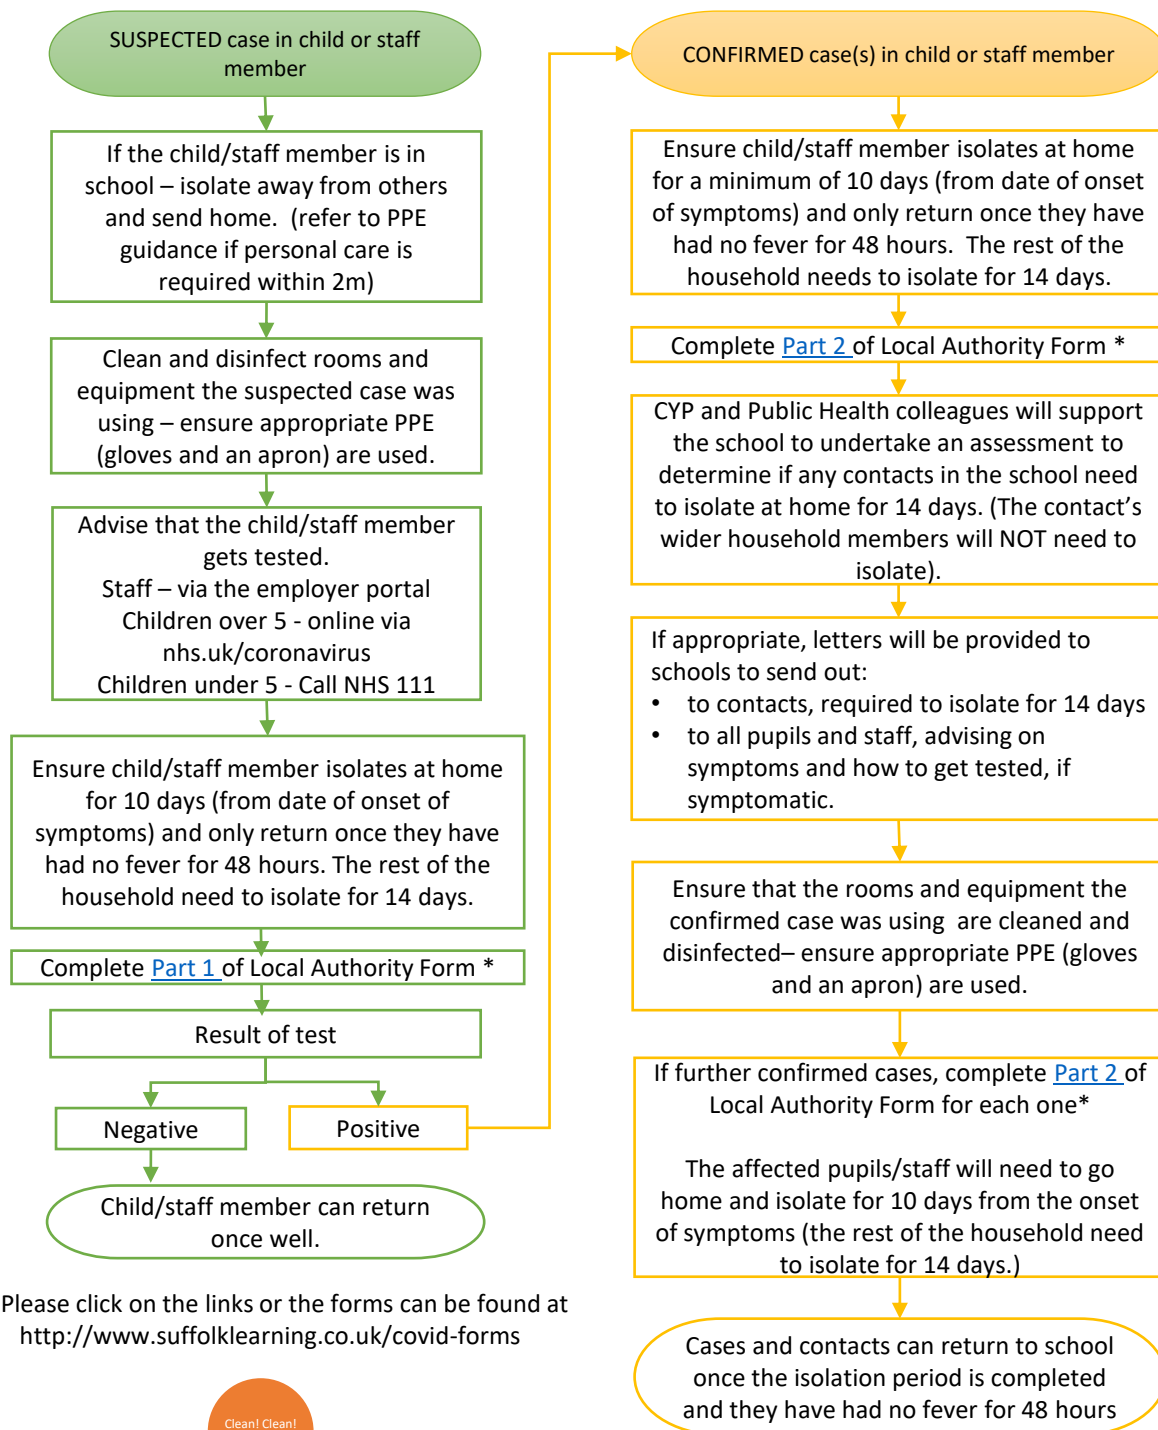 SUSPECTED case in child or staff
member
If the child/staff member is in
school – isolate away from others
and send home.  (refer to PPE
guidance if personal care is
required within 2m)
Clean and disinfect rooms and
equipment the suspected case was
using – ensure appropriate PPE
(gloves and an apron) are used.
Advise that the child/staff member
gets tested.
Staff – via the employer portal
Children over 5 - online via
nhs.uk/coronavirus
Children under 5 - Call NHS 111
Ensure child/staff member isolates at home
for 10 days (from date of onset of
symptoms) and only return once they have
had no fever for 48 hours. The rest of the
household need to isolate for 14 days.
Complete Part 1 of Local Authority Form *
Result of test
Negative
Positive
Child/staff member can return
once well.
Please click on the links or the forms can be found at
http://www.suffolklearning.co.uk/covid-forms
Clean! Clean!
CONFIRMED case(s) in child or staff member
Ensure child/staff member isolates at home
for a minimum of 10 days (from date of onset
of symptoms) and only return once they have
had no fever for 48 hours.  The rest of the
household needs to isolate for 14 days.
Complete Part 2 of Local Authority Form *
CYP and Public Health colleagues will support
the school to undertake an assessment to
determine if any contacts in the school need
to isolate at home for 14 days. (The contact’s
wider household members will NOT need to
isolate).
If appropriate, letters will be provided to
schools to send out:
• to contacts, required to isolate for 14 days
• to all pupils and staff, advising on
symptoms and how to get tested, if
symptomatic.
Ensure that the rooms and equipment the
confirmed case was using  are cleaned and
disinfected– ensure appropriate PPE (gloves
and an apron) are used.
If further confirmed cases, complete Part 2 of
Local Authority Form for each one*
The affected pupils/staff will need to go
home and isolate for 10 days from the onset
of symptoms (the rest of the household need
to isolate for 14 days.)
Cases and contacts can return to school
once the isolation period is completed
and they have had no fever for 48 hours